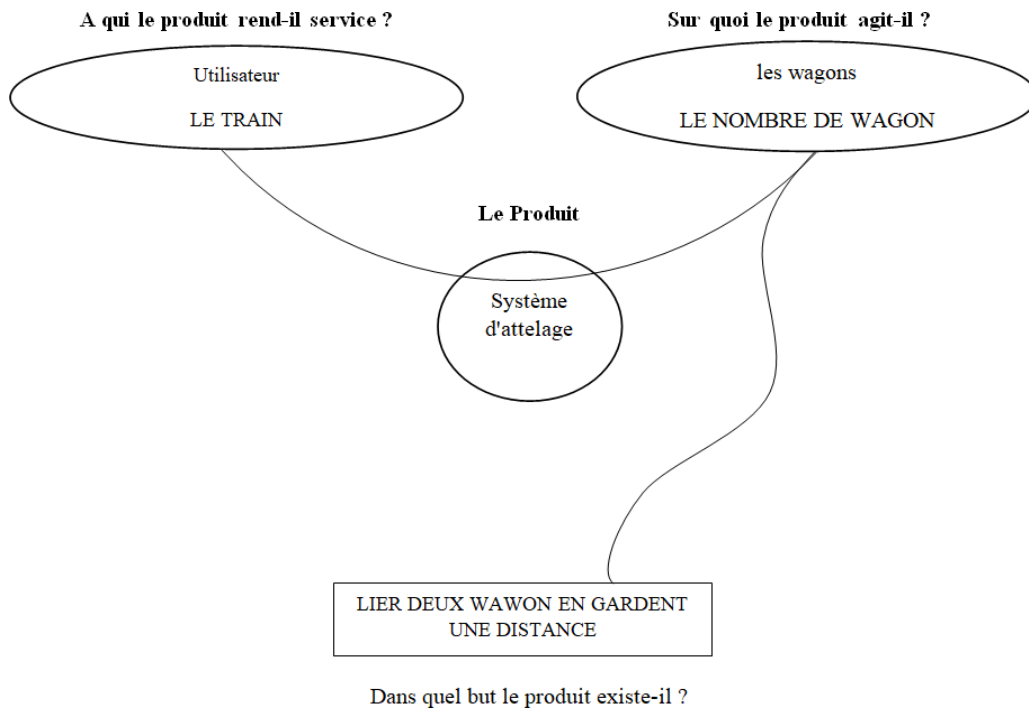 A qui le produit rend-il service ?
Sur quoi le produit agit-il ?
Utilisateur
LE TRAIN
les wagons
LE NOMBRE DE WAGON
Le Produit
Système
d'attelage
LIER DEUX WAWON EN GARDENT
UNE DISTANCE
Dans quel but le produit existe-il ?